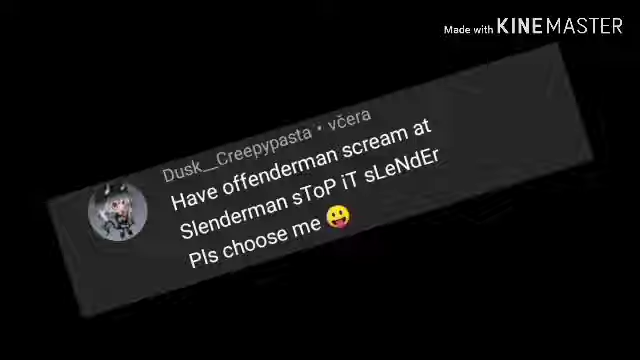 Made with KINEMASTER
Dusk__Creepypasta • včera
Have offenderman scream at
Slenderman sToP iT sLeNdEr
Pls choose me 😛